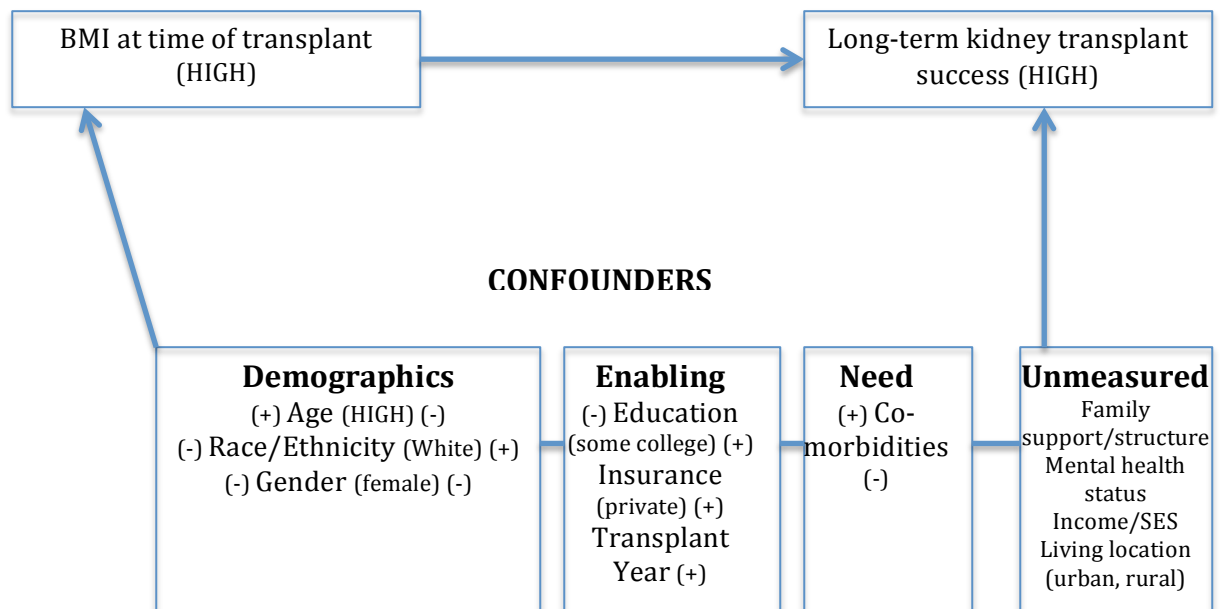 BMI at time of transplant
(HIGH)
Long-term kidney transplant
success (HIGH)
CONFOUNDERS
Demographics
(+) Age (HIGH) (-)
(-) Race/Ethnicity (White) (+)
(-) Gender (female) (-)
Enabling
(-) Education
(some college) (+)
Insurance
(private) (+)
Transplant
Year (+)
Need
(+) Co-
morbidities
(-)
Unmeasured
Family
support/structure
Mental health
status
Income/SES
Living location
(urban, rural)